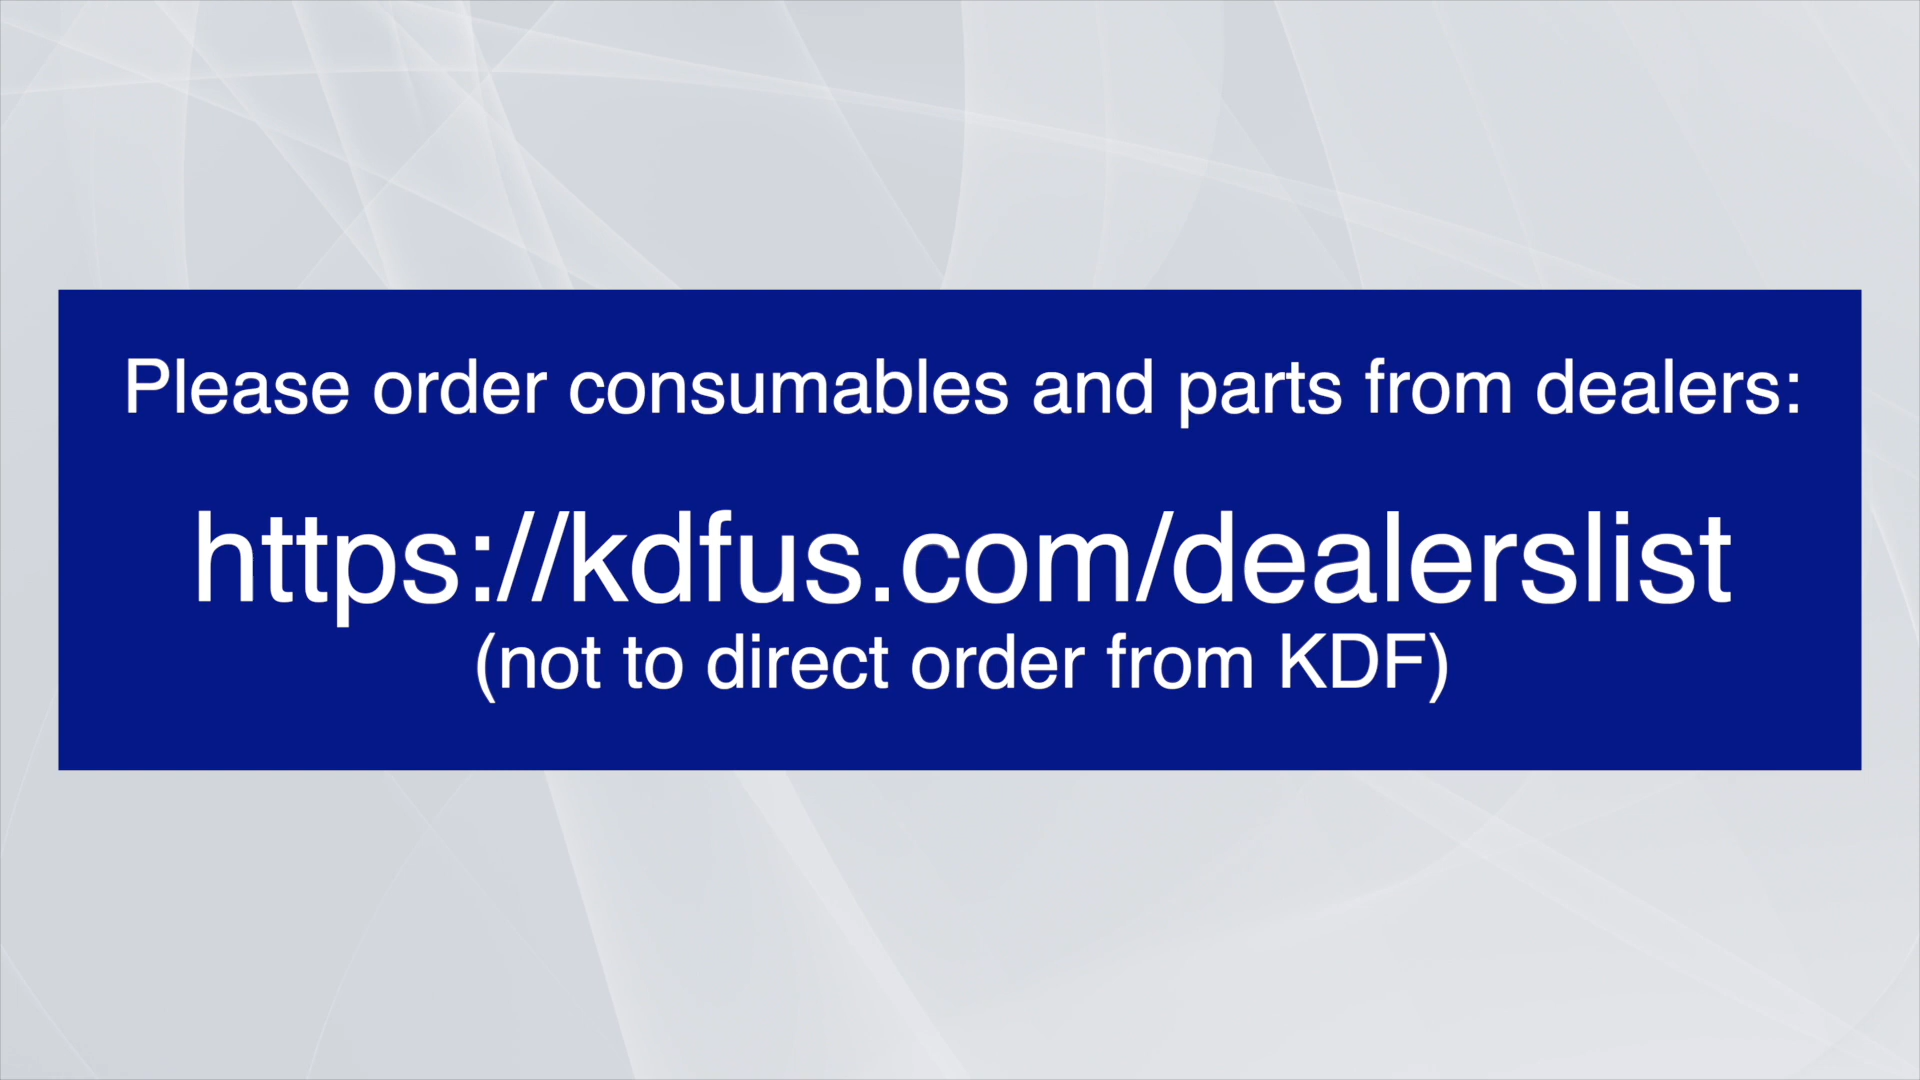 Please order consumables and parts from dealers:
https://kdfus.com/dealerslist
(not to direct order from KDF)